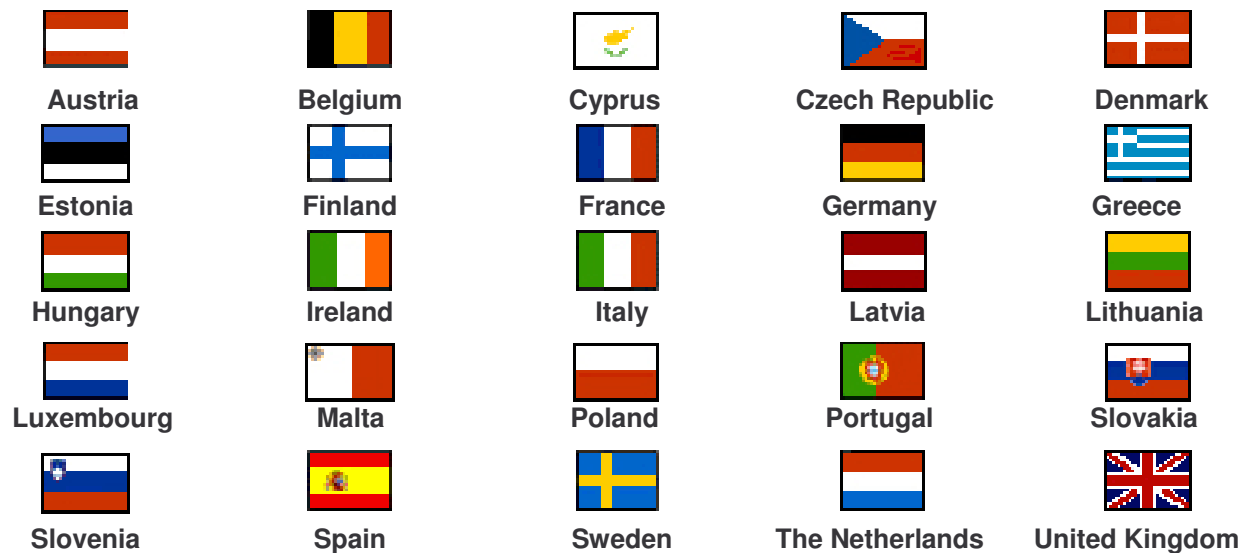 Austria Belgium Cyprus Czech Republic Denmark
Estonia Finland France Germany Greece
Hungary Ireland Italy Latvia Lithuania
Luxembourg Malta Poland Portugal Slovakia
Slovenia Spain Sweden The Netherlands United Kingdom